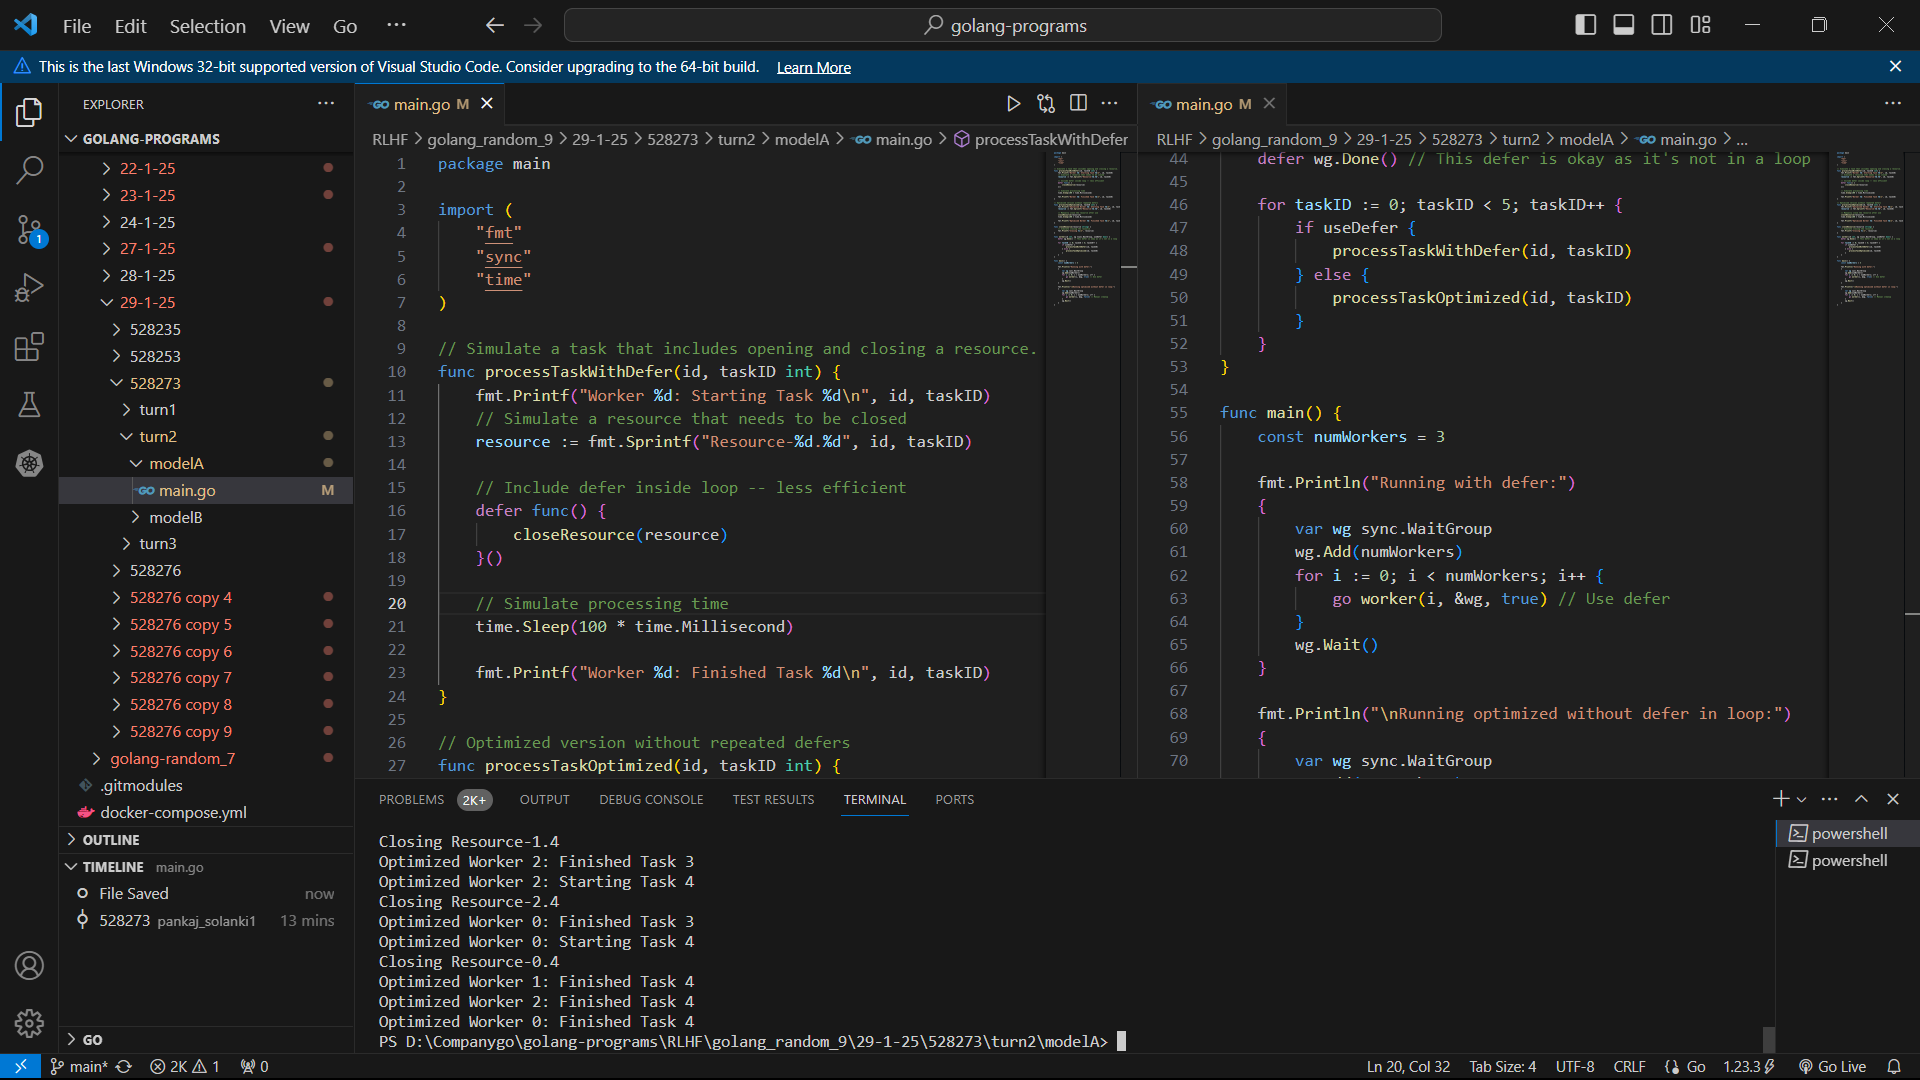 File Edit Selection View Go ···
golang-programs
This is the last Windows 32-bit supported version of Visual Studio Code. Consider upgrading to the 64-bit build. Learn More
EXPLORER
GOLANG-PROGRAMS
22-1-25
23-1-25
24-1-25
27-1-25
28-1-25
29-1-25
528235
528253
528273
turn1
turn2
modelA
main.go M
modelB
turn3
528276
528276 copy 4
528276 copy 5
528276 copy 6
528276 copy 7
528276 copy 8
528276 copy 9
golang-random_7
.gitmodules
docker-compose.yml
OUTLINE
TIMELINE main.go
File Saved now
528273 pankaj_solanki1 13 mins
GO
1
GO main.go M
RLHF > golang_random_9 > 29-1-25 > 528273 > turn2 > modelA > GO main.go > processTaskWithDefer
1 package main
2
3 import (
4 "fmt"
5 "sync"
6 "time"
7 )
8
9 // Simulate a task that includes opening and closing a resource.
10 func processTaskWithDefer(id, taskID int) {
11 fmt.Printf("Worker %d: Starting Task %d\n", id, taskID)
12 // Simulate a resource that needs to be closed
13 resource := fmt.Sprintf("Resource-%d.%d", id, taskID)
14
15 // Include defer inside loop -- less efficient
16 defer func() {
17 closeResource(resource)
18 }()
19
20 // Simulate processing time
21 time.Sleep(100 * time.Millisecond)
22
23 fmt.Printf("Worker %d: Finished Task %d\n", id, taskID)
24 }
25
26 // Optimized version without repeated defers
27 func processTaskOptimized(id, taskID int) {
GO main.go M
RLHF > golang_random_9 > 29-1-25 > 528273 > turn2 > modelA > GO main.go > ...
44 defer wg.Done() // This defer is okay as it's not in a loop
45
46 for taskID := 0; taskID < 5; taskID++ {
47 if useDefer {
48 processTaskWithDefer(id, taskID)
49 } else {
50 processTaskOptimized(id, taskID)
51 }
52 }
53 }
54
55 func main() {
56 const numWorkers = 3
57
58 fmt.Println("Running with defer:")
59 {
60 var wg sync.WaitGroup
61 wg.Add(numWorkers)
62 for i := 0; i < numWorkers; i++ {
63 go worker(i, &wg, true) // Use defer
64 }
65 wg.Wait()
66 }
67
68 fmt.Println("\nRunning optimized without defer in loop:")
69 {
70 var wg sync.WaitGroup
PROBLEMS 2K+ OUTPUT DEBUG CONSOLE TEST RESULTS TERMINAL PORTS
Closing Resource-1.4
Optimized Worker 2: Finished Task 3
Optimized Worker 2: Starting Task 4
Closing Resource-2.4
Optimized Worker 0: Finished Task 3
Optimized Worker 0: Starting Task 4
Closing Resource-0.4
Optimized Worker 1: Finished Task 4
Optimized Worker 2: Finished Task 4
Optimized Worker 0: Finished Task 4
PS D:\Companygo\golang-programs\RLHF\golang_random_9\29-1-25\528273\turn2\modelA>
powershell
powershell
main* 2K 1 0 Ln 20, Col 32 Tab Size: 4 UTF-8 CRLF Go 1.23.3 Go Live